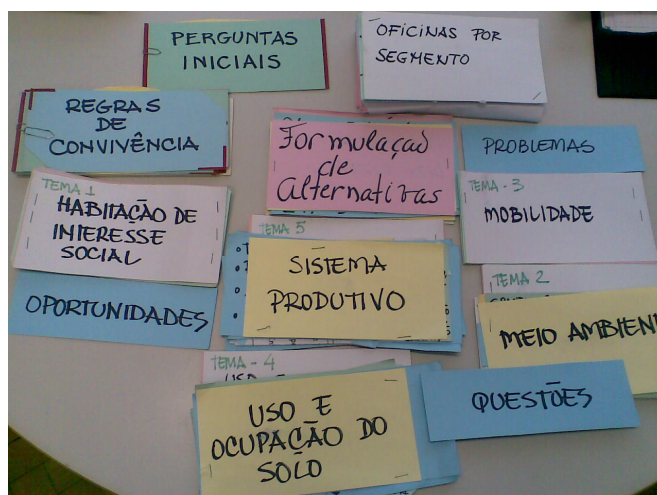 PERGUNTAS
INICIAIS
OFICINAS POR
SEGMENTO
REGRAS
DE
CONVIVÊNCIA
Formulaçaõ
de
alternativas
PROBLEMAS
TEMA 1
HABITAÇÃO DE
INTERESSE
SOCIAL
TEMA - 3
MOBILIDADE
TEMA 5
SISTEMA
PRODUTIVO
OPORTUNIDADES
TEMA 2
MEIO AMBIEN
TEMA - 4
USO E
OCUPAÇÃO DO
SOLO
QUESTÕES